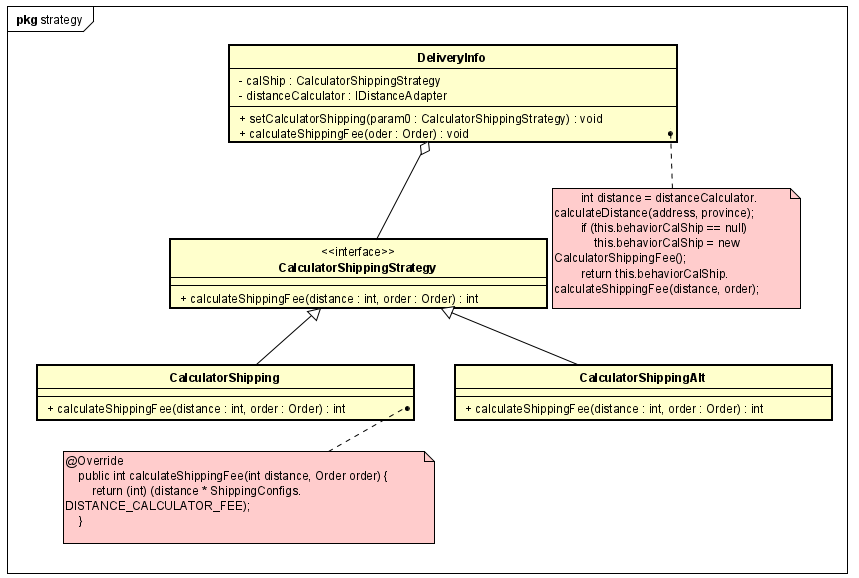 pkg strategy
DeliveryInfo
- calShip : CalculatorShippingStrategy
- distanceCalculator : IDistanceAdapter
+ setCalculatorShipping(param0 : CalculatorShippingStrategy) : void
+ calculateShippingFee(oder : Order) : void
int distance = distanceCalculator.
calculateDistance(address, province);
if (this.behaviorCalShip == null)
this.behaviorCalShip = new
CalculatorShippingFee();
return this.behaviorCalShip.
calculateShippingFee(distance, order);
<<interface>>
CalculatorShippingStrategy
+ calculateShippingFee(distance : int, order : Order) : int
CalculatorShipping
+ calculateShippingFee(distance : int, order : Order) : int
CalculatorShippingAlt
+ calculateShippingFee(distance : int, order : Order) : int
@Override
public int calculateShippingFee(int distance, Order order) {
return (int) (distance * ShippingConfigs.
DISTANCE_CALCULATOR_FEE);
}